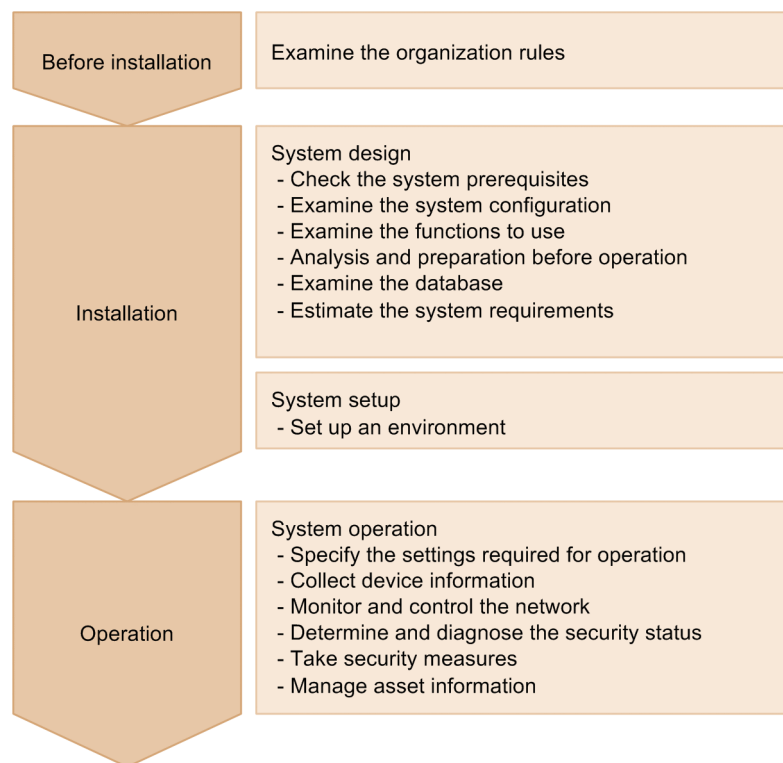 Before installation
Examine the organization rules
Installation
System design
- Check the system prerequisites
- Examine the system configuration
- Examine the functions to use
- Analysis and preparation before operation
- Examine the database
- Estimate the system requirements
System setup
- Set up an environment
Operation
System operation
- Specify the settings required for operation
- Collect device information
- Monitor and control the network
- Determine and diagnose the security status
- Take security measures
- Manage asset information